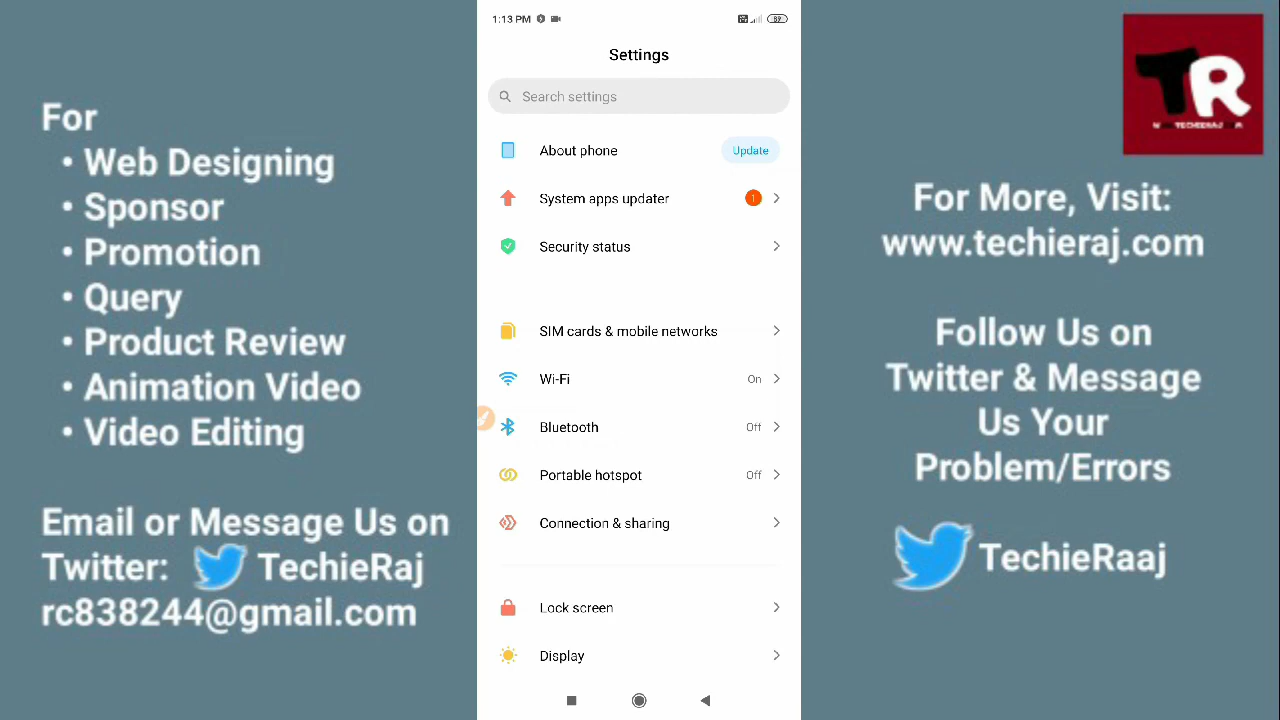 For
• Web Designing
• Sponsor
• Promotion
• Query
• Product Review
• Animation Video
• Video Editing
Email or Message Us on
Twitter: TechieRaj
rc838244@gmail.com
1:13 PM
89
Settings
Search settings
About phone Update
System apps updater 1
Security status
SIM cards & mobile networks
Wi-Fi On
Bluetooth Off
Portable hotspot Off
Connection & sharing
Lock screen
Display
TR
For More, Visit:
www.techieraj.com
Follow Us on
Twitter & Message
Us Your
Problem/Errors
TechieRaaj